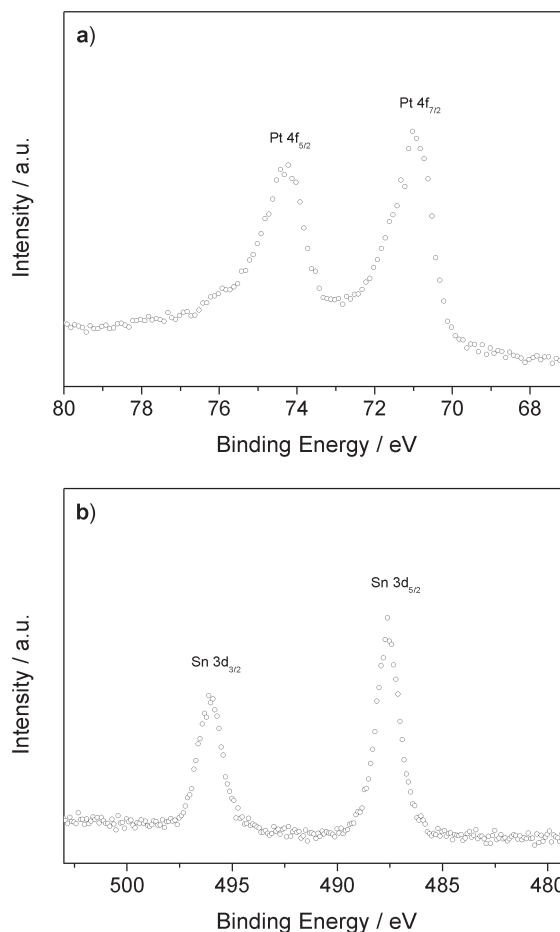 a)
Pt 4f7/2
Pt 4f5/2
Intensity / a.u.
80 78 76 74 72 70 68
Binding Energy / eV
b)
Sn 3d5/2
Sn 3d3/2
Intensity / a.u.
500 495 490 485 480
Binding Energy / eV